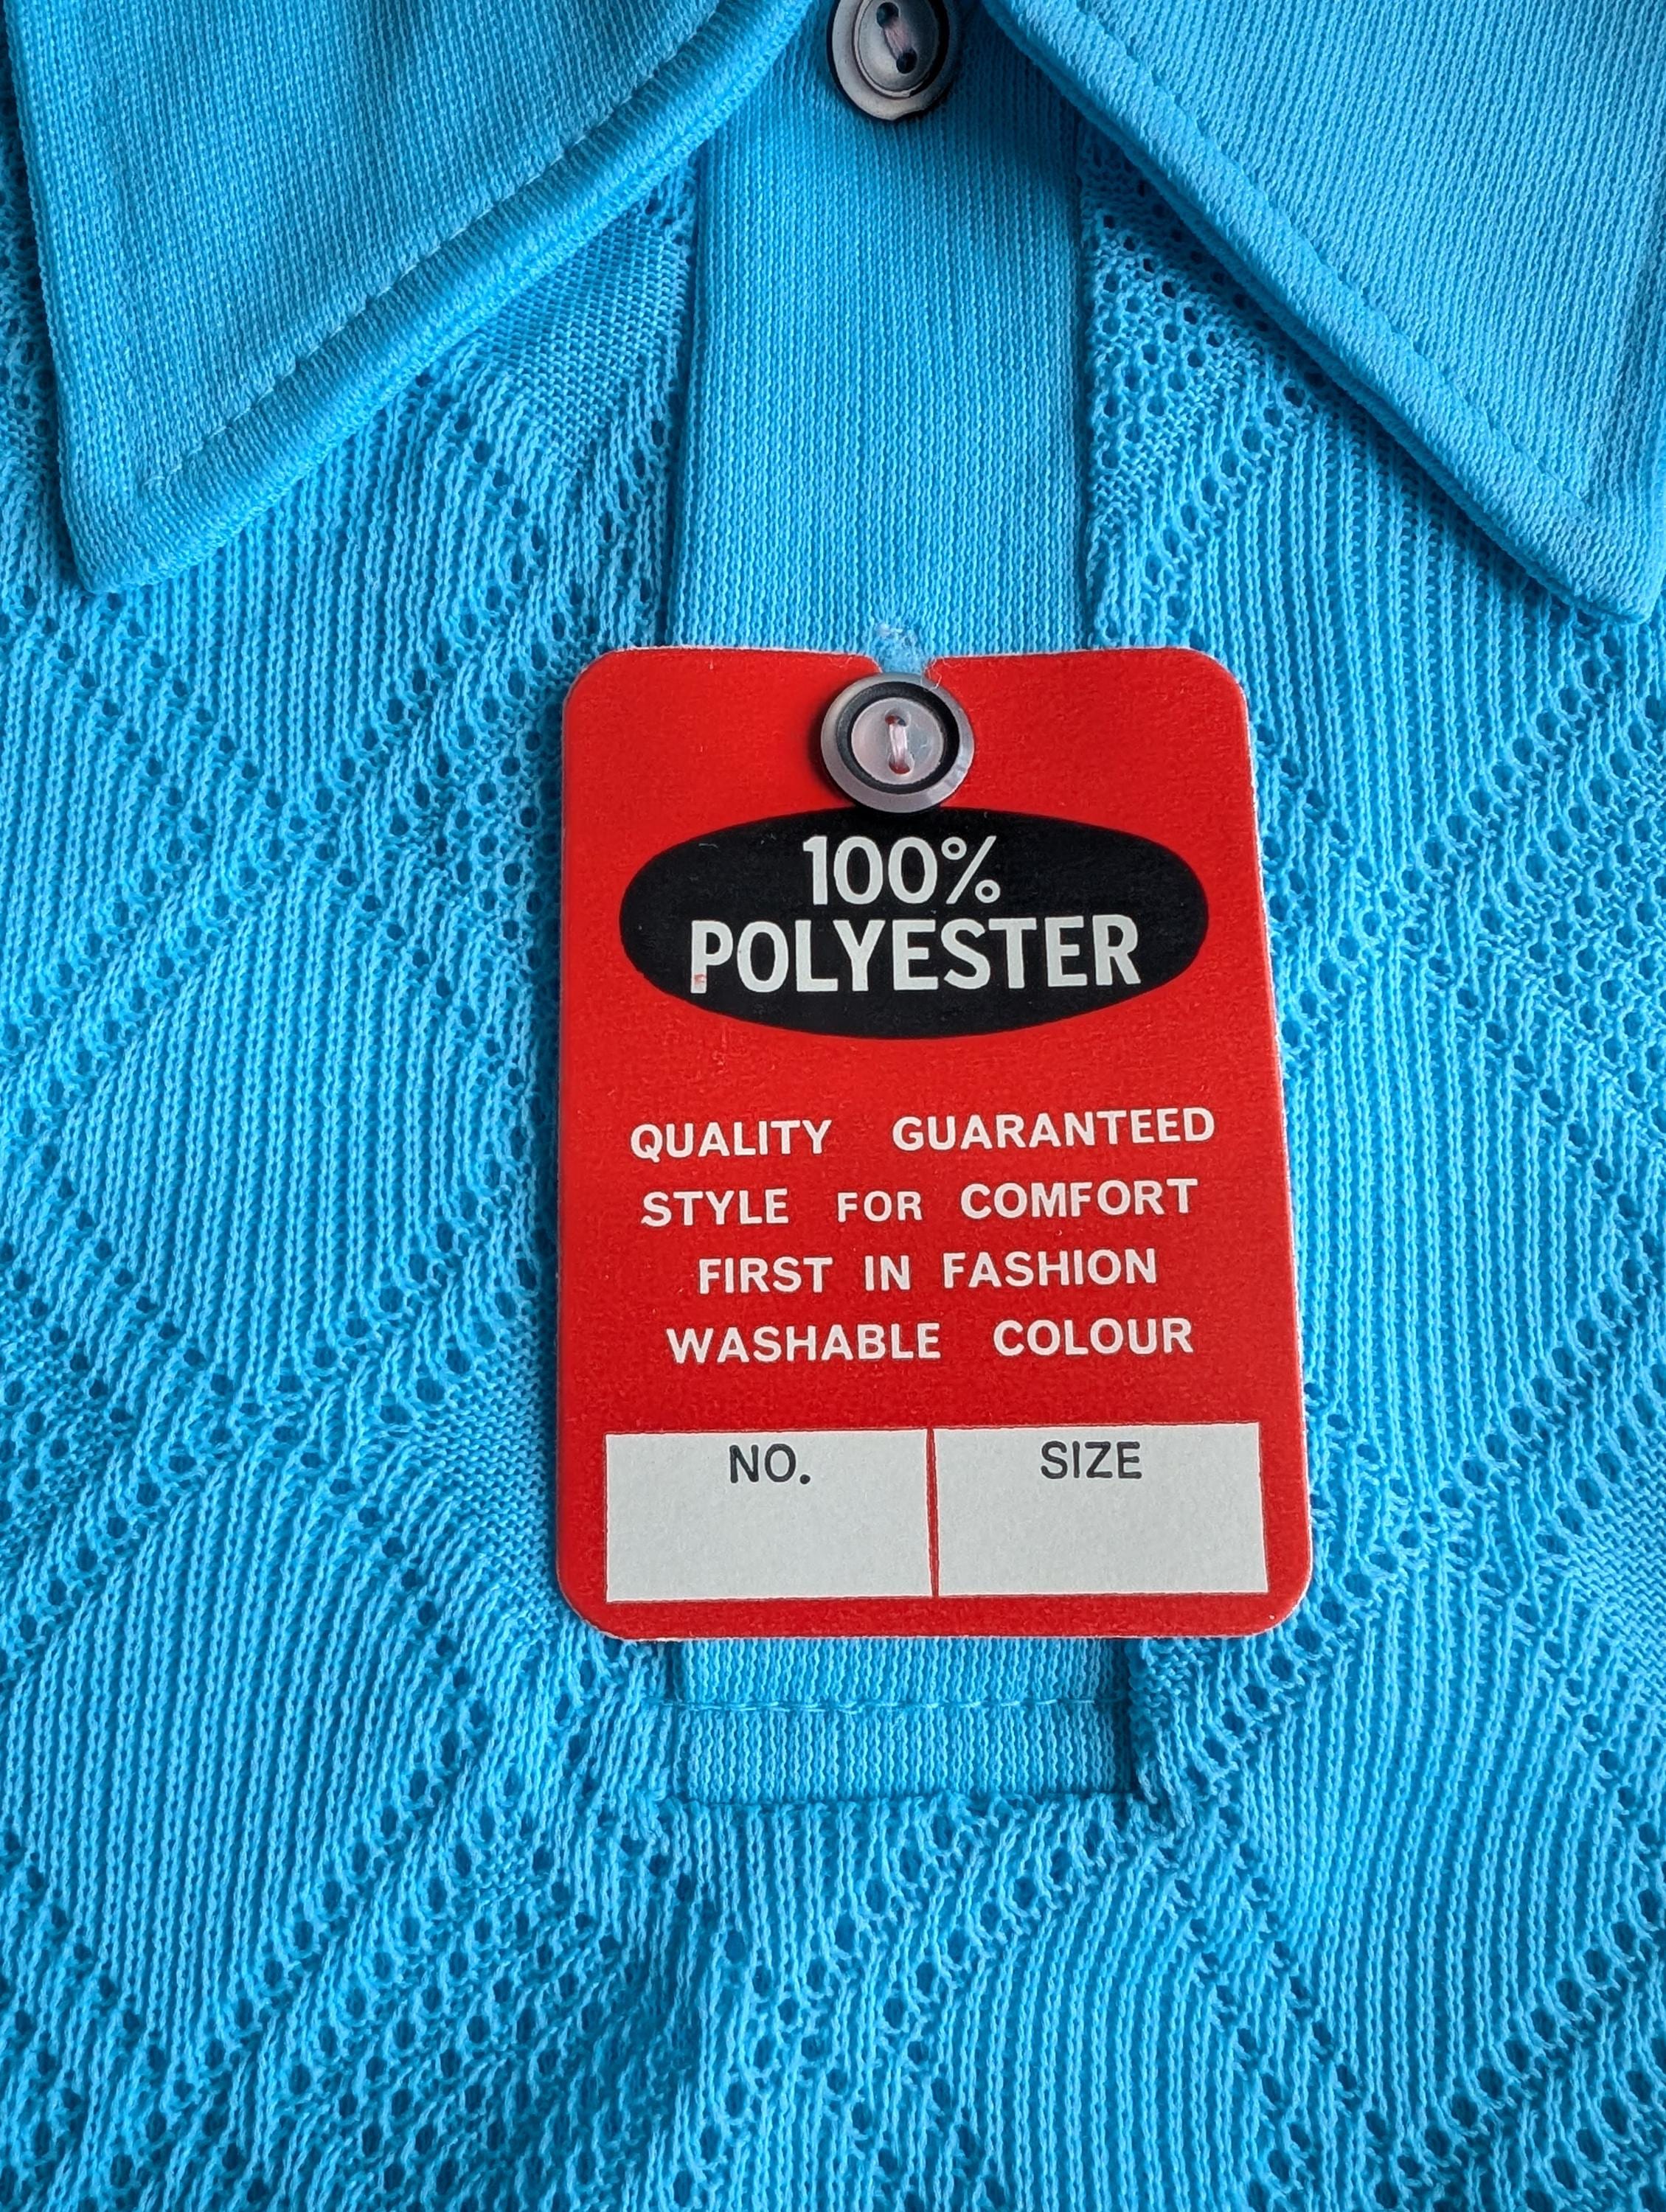 100%
POLYESTER
QUALITY GUARANTEED
STYLE FOR COMFORT
FIRST IN FASHION
WASHABLE COLOUR
NO. SIZE